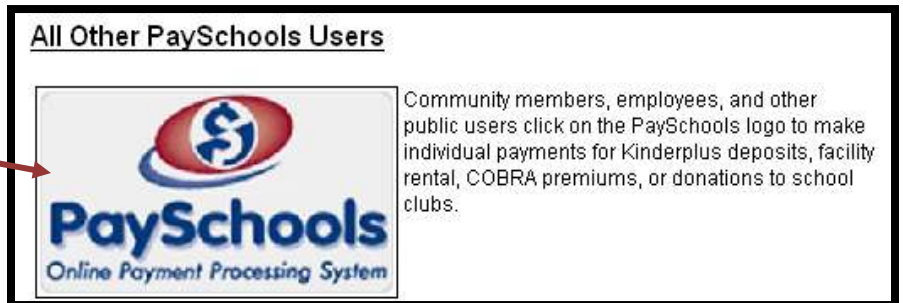 All Other PaySchools Users
Community members, employees, and other
public users click on the PaySchools logo to make
individual payments for Kinderplus deposits, facility
rental, COBRA premiums, or donations to school
clubs.
$
PaySchools
Online Payment Processing System